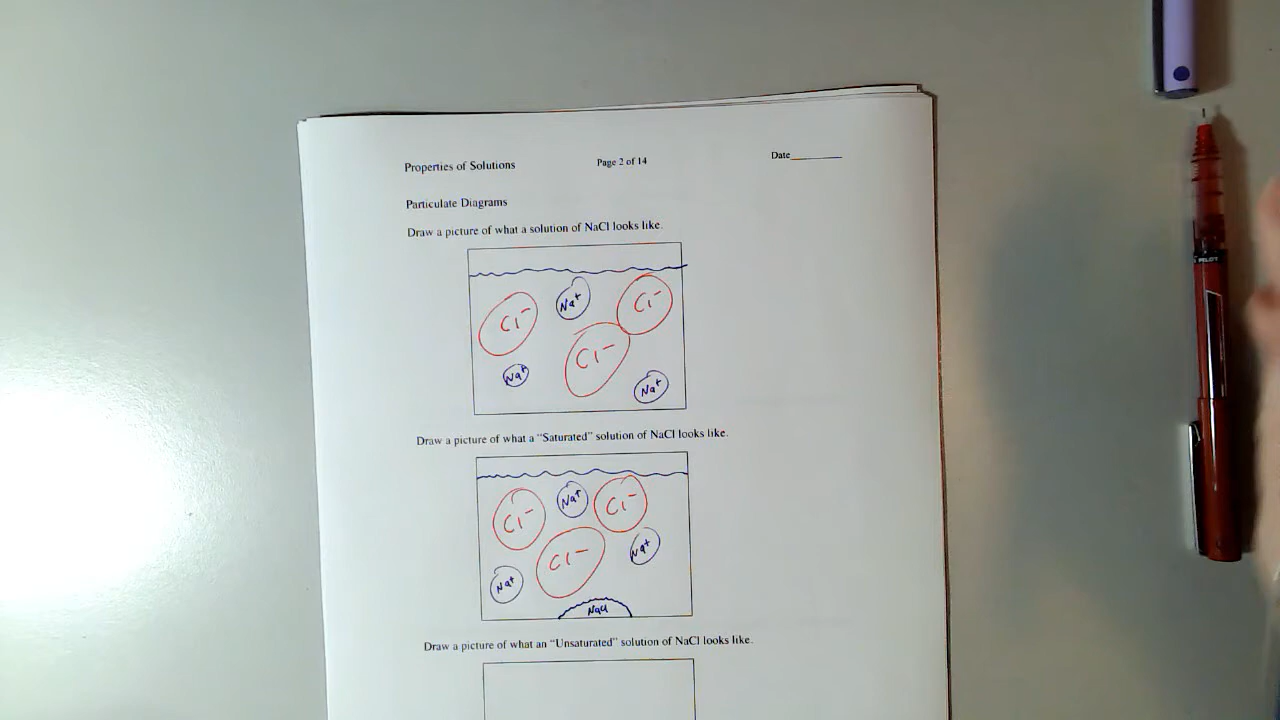 Properties of Solutions Page 2 of 14 Date_________
Particulate Diagrams
Draw a picture of what a solution of NaCl looks like.
Cl⁻ Na⁺ Cl⁻
Cl⁻
Na⁺ Na⁺
Draw a picture of what a “Saturated” solution of NaCl looks like.
Cl⁻ Na⁺ Cl⁻
Cl⁻ Na⁺
Na⁺
NaCl
Draw a picture of what an “Unsaturated” solution of NaCl looks like.
PILOT